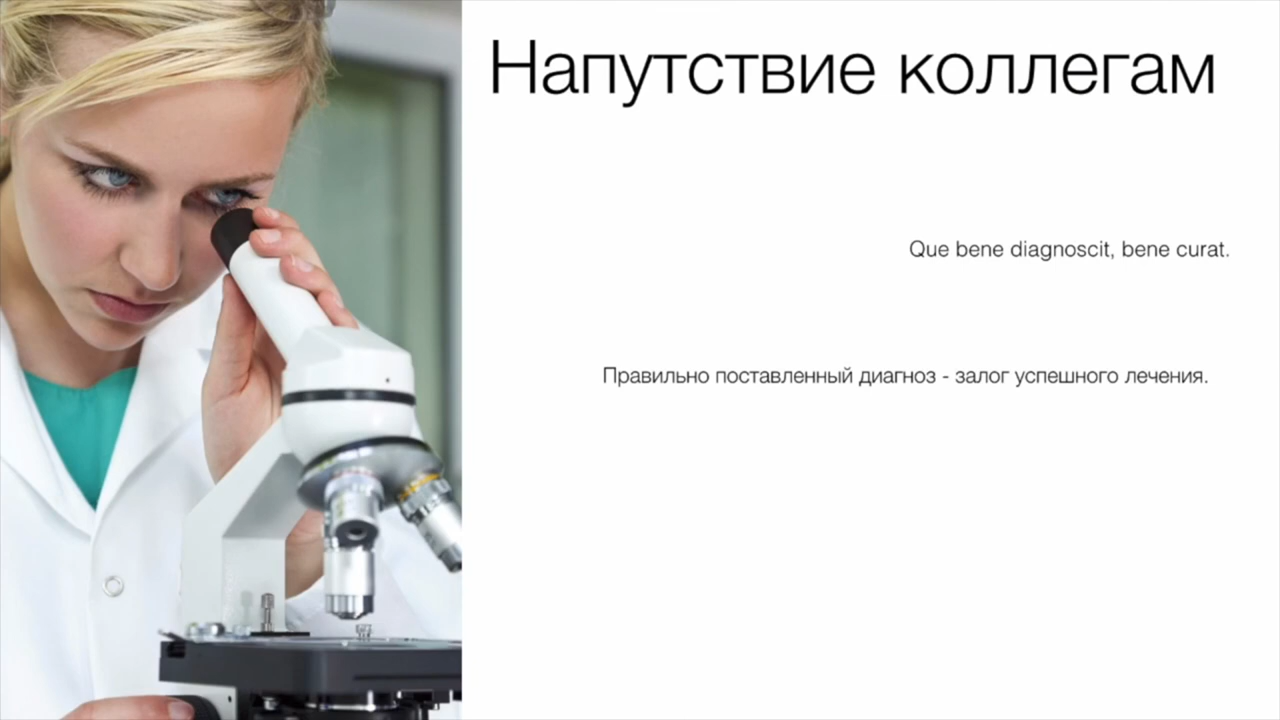 Напутствие коллегам
Que bene diagnoscit, bene curat.
Правильно поставленный диагноз - залог успешного лечения.